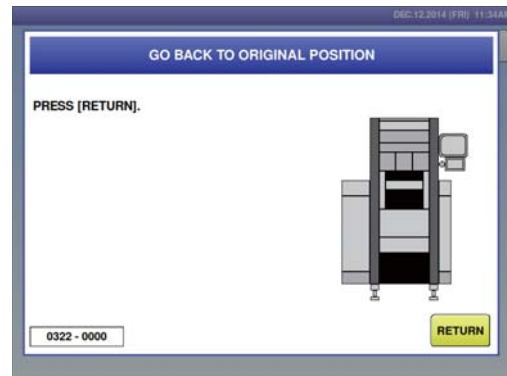 DEC.12.2014 (FRI) 11:34A
GO BACK TO ORIGINAL POSITION
PRESS [RETURN].
0322 - 0000
RETURN